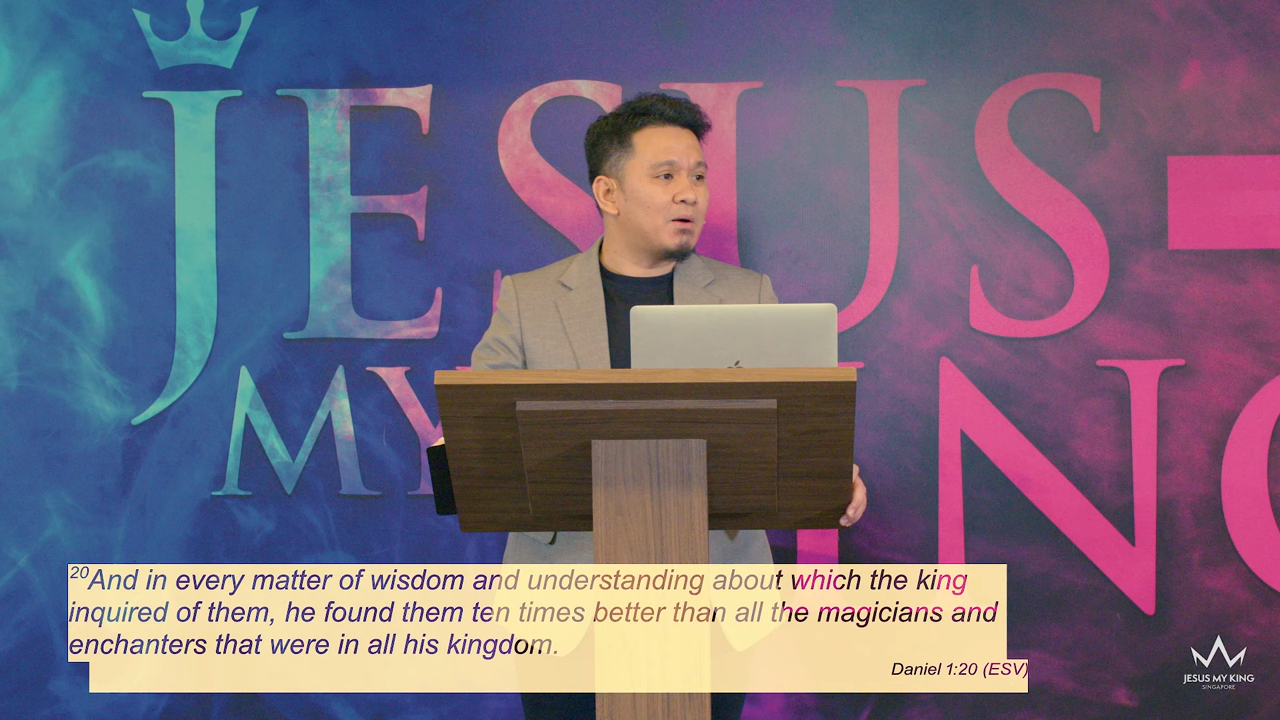 JESUS
MY
20And in every matter of wisdom and understanding about which the king
inquired of them, he found them ten times better than all the magicians and
enchanters that were in all his kingdom.
Daniel 1:20 (ESV)
JESUS MY KING
SINGAPORE